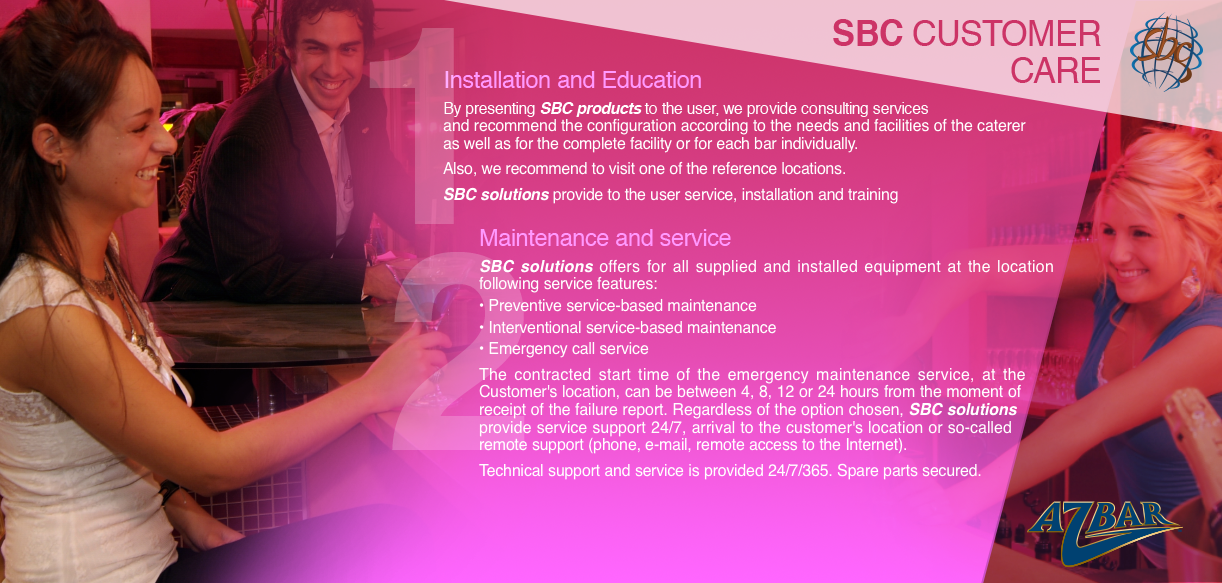 SBC CUSTOMER
CARE
sbc
1
Installation and Education
By presenting SBC products to the user, we provide consulting services
and recommend the configuration according to the needs and facilities of the caterer
as well as for the complete facility or for each bar individually.
Also, we recommend to visit one of the reference locations.
SBC solutions provide to the user service, installation and training
2
Maintenance and service
SBC solutions offers for all supplied and installed equipment at the location
following service features:
• Preventive service-based maintenance
• Interventional service-based maintenance
• Emergency call service
The contracted start time of the emergency maintenance service, at the
Customer's location, can be between 4, 8, 12 or 24 hours from the moment of
receipt of the failure report. Regardless of the option chosen, SBC solutions
provide service support 24/7, arrival to the customer's location or so-called
remote support (phone, e-mail, remote access to the Internet).
Technical support and service is provided 24/7/365. Spare parts secured.
AZBAR